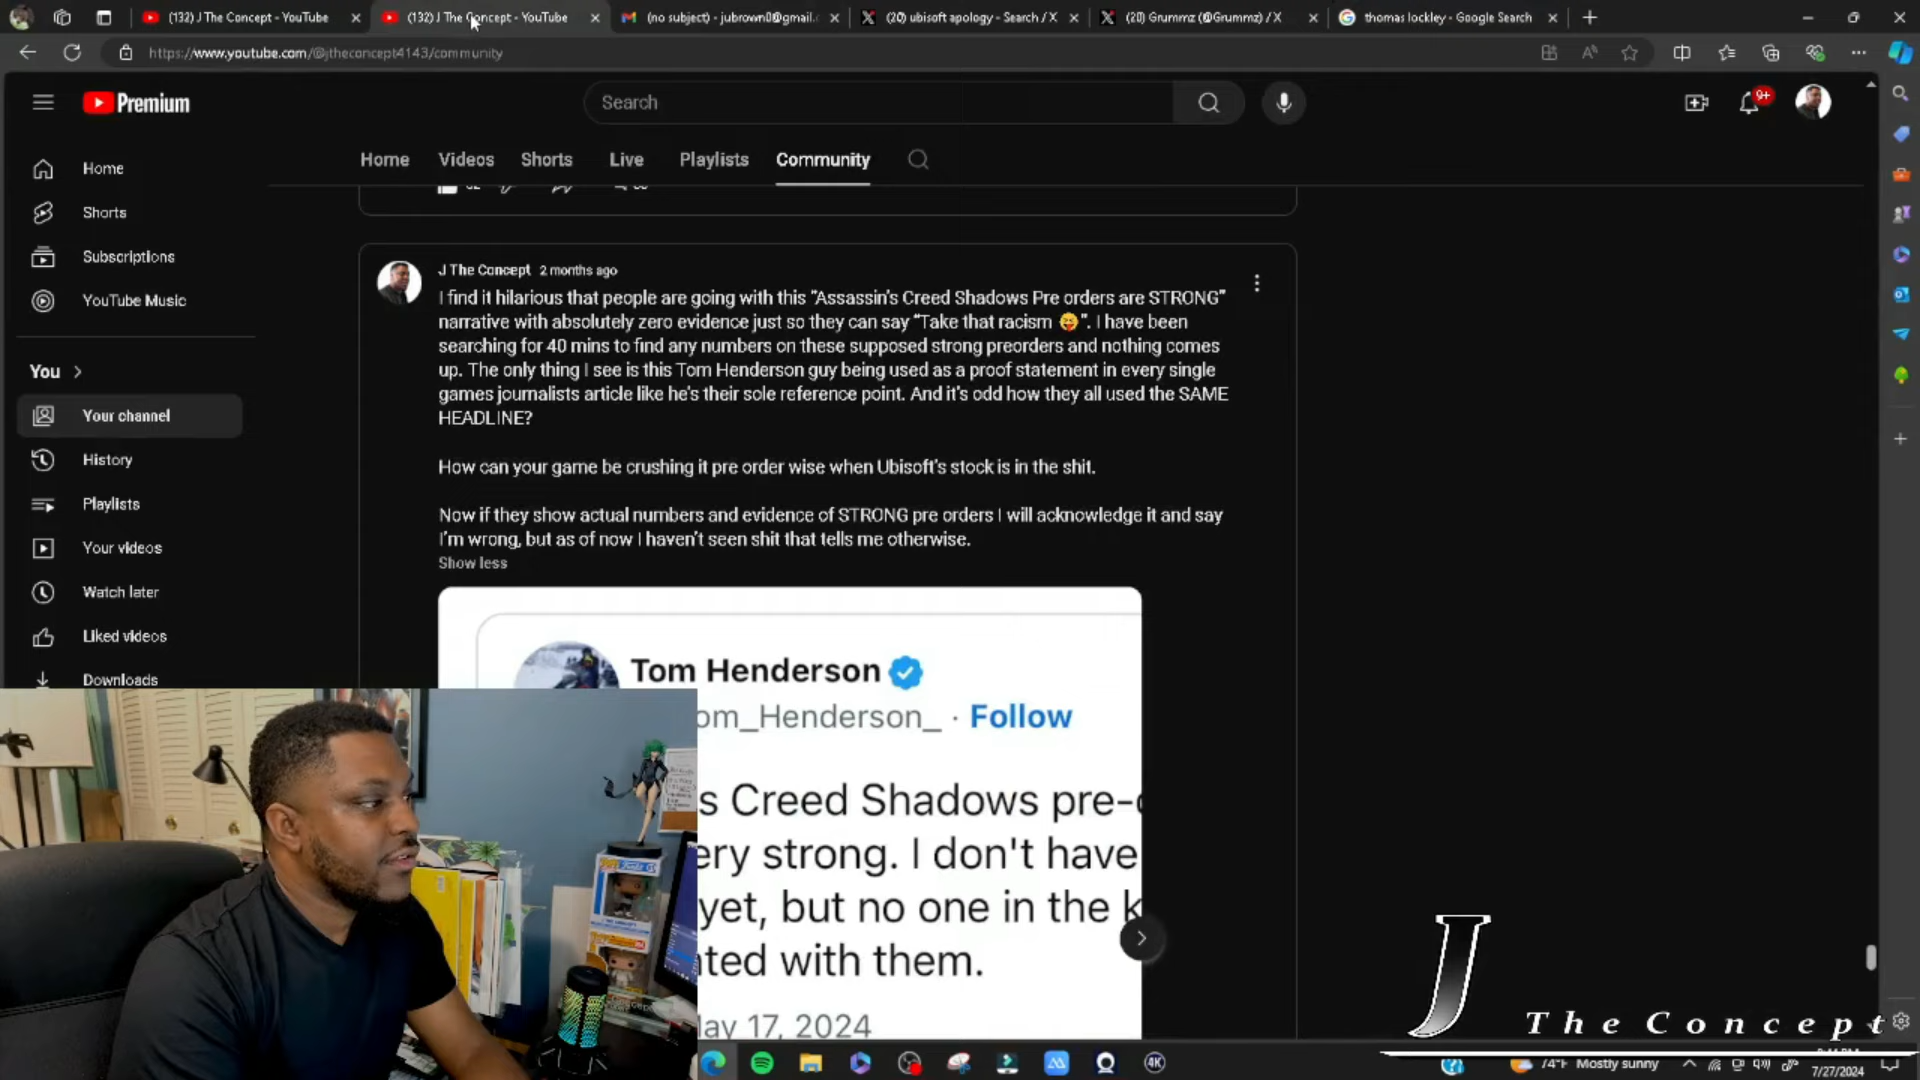 (132) J The Concept - YouTube
(132) J The Concept - YouTube
(no subject) - jubrown0@gmail.c
(20) ubisoft apology - Search / X
(20) Grummz (@Grummz) / X
thomas lockley - Google Search
https://www.youtube.com/@jtheconcept4143/community
Premium
Search
9+
Home
Videos
Shorts
Live
Playlists
Community
Home
Shorts
Subscriptions
YouTube Music
You
Your channel
History
Playlists
Your videos
Watch later
Liked videos
Downloads
J The Concept 2 months ago
I find it hilarious that people are going with this "Assassin's Creed Shadows Pre orders are STRONG"
narrative with absolutely zero evidence just so they can say "Take that racism 😝". I have been
searching for 40 mins to find any numbers on these supposed strong preorders and nothing comes
up. The only thing I see is this Tom Henderson guy being used as a proof statement in every single
games journalists article like he's their sole reference point. And it's odd how they all used the SAME
HEADLINE?
How can your game be crushing it pre order wise when Ubisoft's stock is in the shit.
Now if they show actual numbers and evidence of STRONG pre orders I will acknowledge it and say
I'm wrong, but as of now I haven't seen shit that tells me otherwise.
Show less
Tom Henderson
om_Henderson_ · Follow
s Creed Shadows pre-
ery strong. I don't have
yet, but no one in the k
nted with them.
ay 17, 2024
J
The Concept
74°F Mostly sunny
7/27/2024